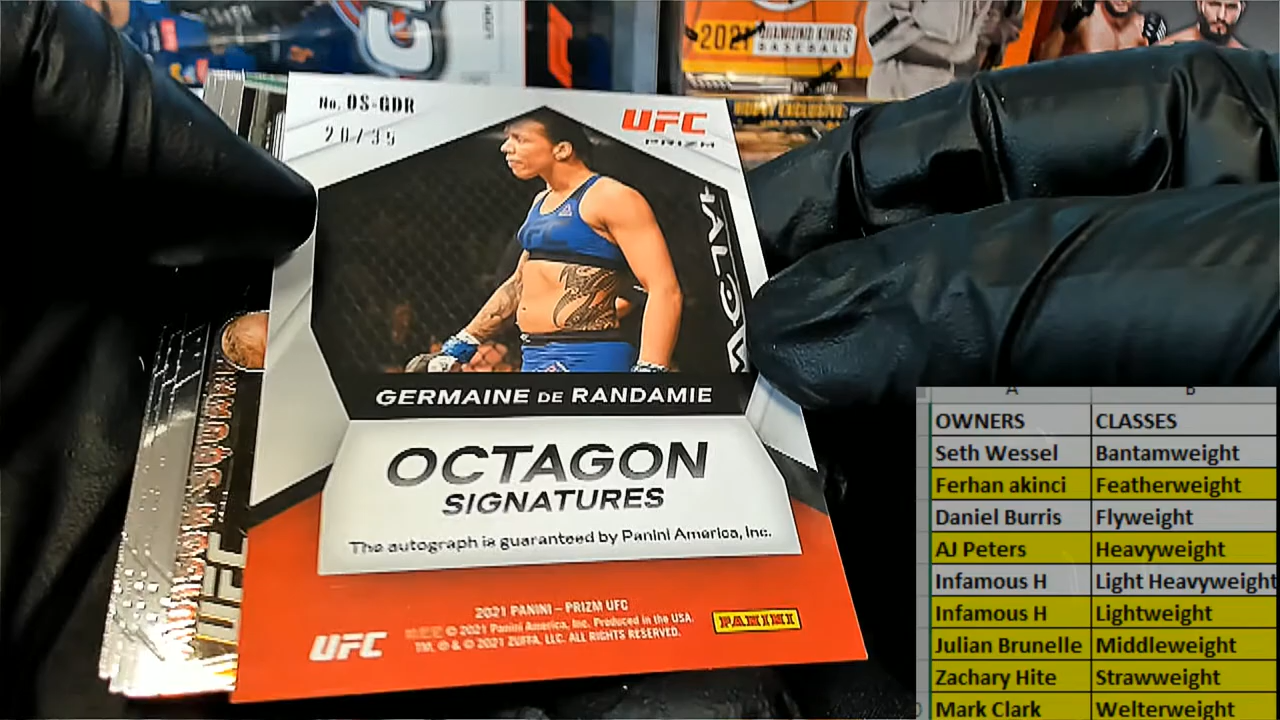 2021 DIAMOND KINGS
BASEBALL
No. OS-GDR
20/35
UFC
PRIZM
GERMAINE DE RANDAMIE
OCTAGON
SIGNATURES
The autograph is guaranteed by Panini America, Inc.
2021 PANINI – PRIZM UFC
© 2021 Panini America, Inc. Produced in the USA.
TM, ® & © 2021 ZUFFA, LLC. ALL RIGHTS RESERVED.
UFC
PANINI
UFC
A B
OWNERS CLASSES
Seth Wessel Bantamweight
Ferhan akinci Featherweight
Daniel Burris Flyweight
AJ Peters Heavyweight
Infamous H Light Heavyweight
Infamous H Lightweight
Julian Brunelle Middleweight
Zachary Hite Strawweight
Mark Clark Welterweight